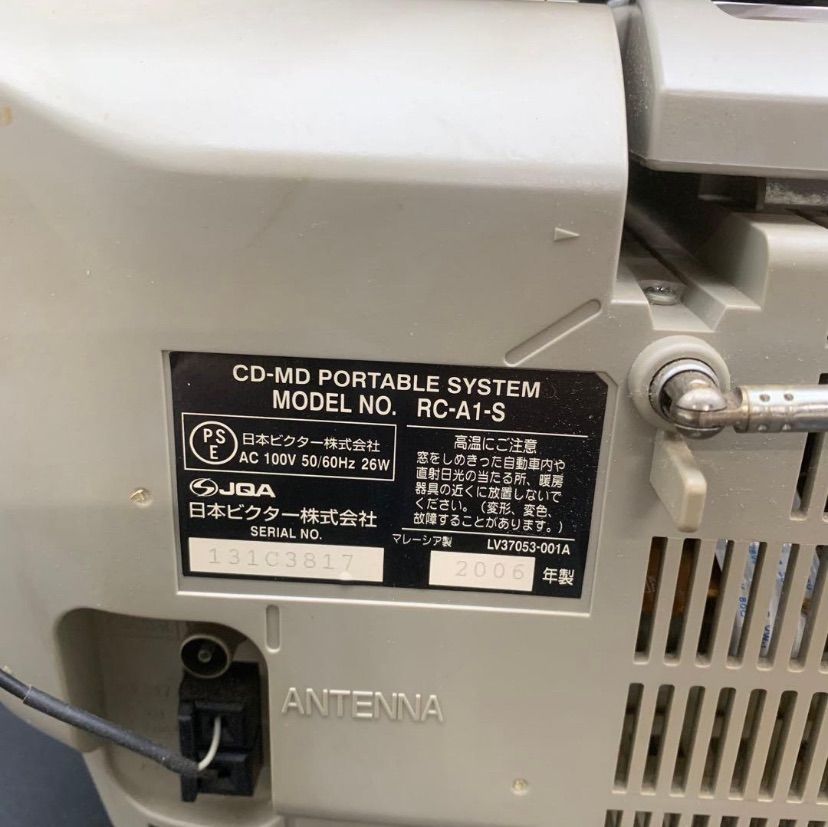 CD-MD PORTABLE SYSTEM
MODEL NO. RC-A1-S
PS
E
日本ビクター株式会社
AC 100V 50/60Hz 26W
JQA
日本ビクター株式会社
SERIAL NO.
131C3817
高温にご注意
窓をしめきった自動車内や
直射日光の当たる所、暖房
器具の近くに放置しないで
ください。（変形、変色、
故障することがあります。）
マレーシア製 LV37053-001A
2006 年製
ANTENNA